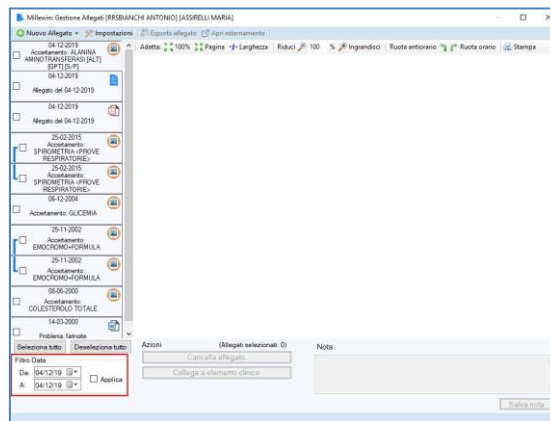 Millewin: Gestione Allegati [RRSBIANCHI ANTONIO] [ASSIRELLI MARIA]
Nuovo Allegato Impostazioni Esporta allegato Apri esternamente
Adatta: 100% Pagina Larghezza Riduci 100 % Ingrandisci Ruota antiorario Ruota orario Stampa
04-12-2019
Accertamento: ALANINA
AMINOTRANSFERASI [ALT]
[GPT] [S/P]
04-12-2019
Allegato del 04-12-2019
04-12-2019
Allegato del 04-12-2019
25-02-2015
Accertamento:
SPIROMETRIA <PROVE
RESPIRATORIE>
25-02-2015
Accertamento:
SPIROMETRIA <PROVE
RESPIRATORIE>
06-12-2004
Accertamento: GLICEMIA
25-11-2002
Accertamento:
EMOCROMO+FORMULA
25-11-2002
Accertamento:
EMOCROMO+FORMULA
08-06-2000
Accertamento:
COLESTEROLO TOTALE
14-03-2000
Problema: famota
Seleziona tutto Deseleziona tutto
Filtro Data
Da: 04/12/19
A: 04/12/19
Applica
Azioni (Allegati selezionati: 0)
Cancella allegato
Collega a elemento clinico
Nota:
Salva nota